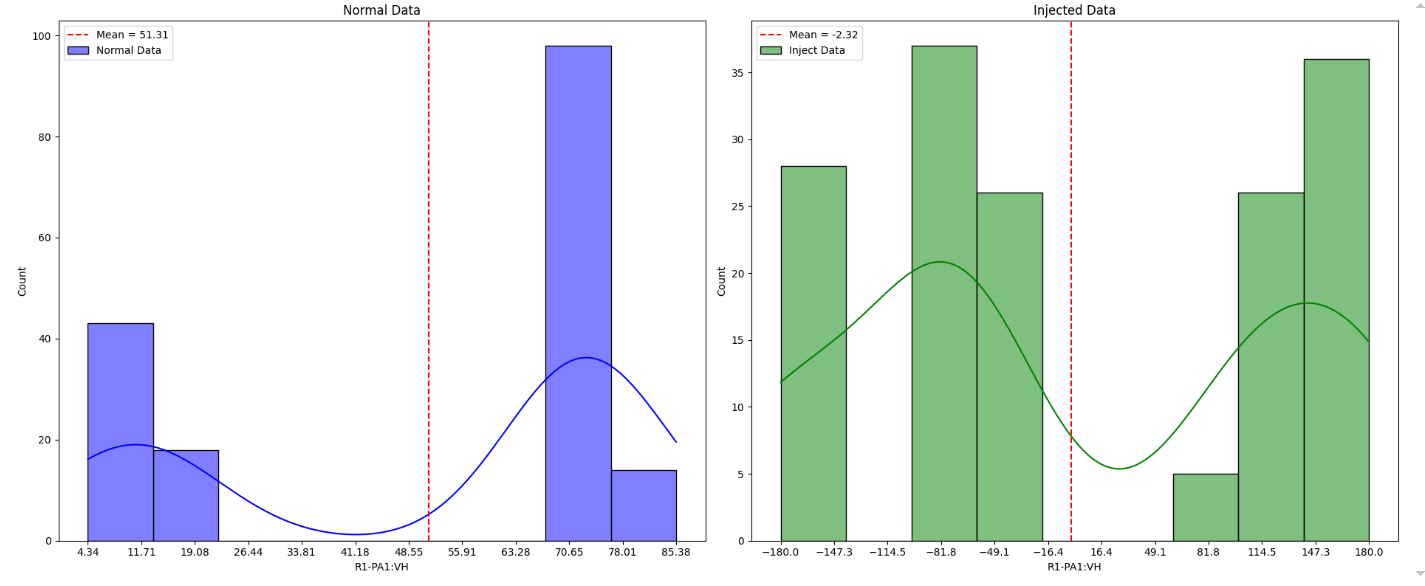 Normal Data
Mean = 51.31
Normal Data
100
80
60
40
20
0
Count
4.34 11.71 19.08 26.44 33.81 41.18 48.55 55.91 63.28 70.65 78.01 85.38
R1-PA1:VH
Injected Data
Mean = -2.32
Inject Data
35
30
25
20
15
10
5
0
Count
−180.0 −147.3 −114.5 −81.8 −49.1 −16.4 16.4 49.1 81.8 114.5 147.3 180.0
R1-PA1:VH